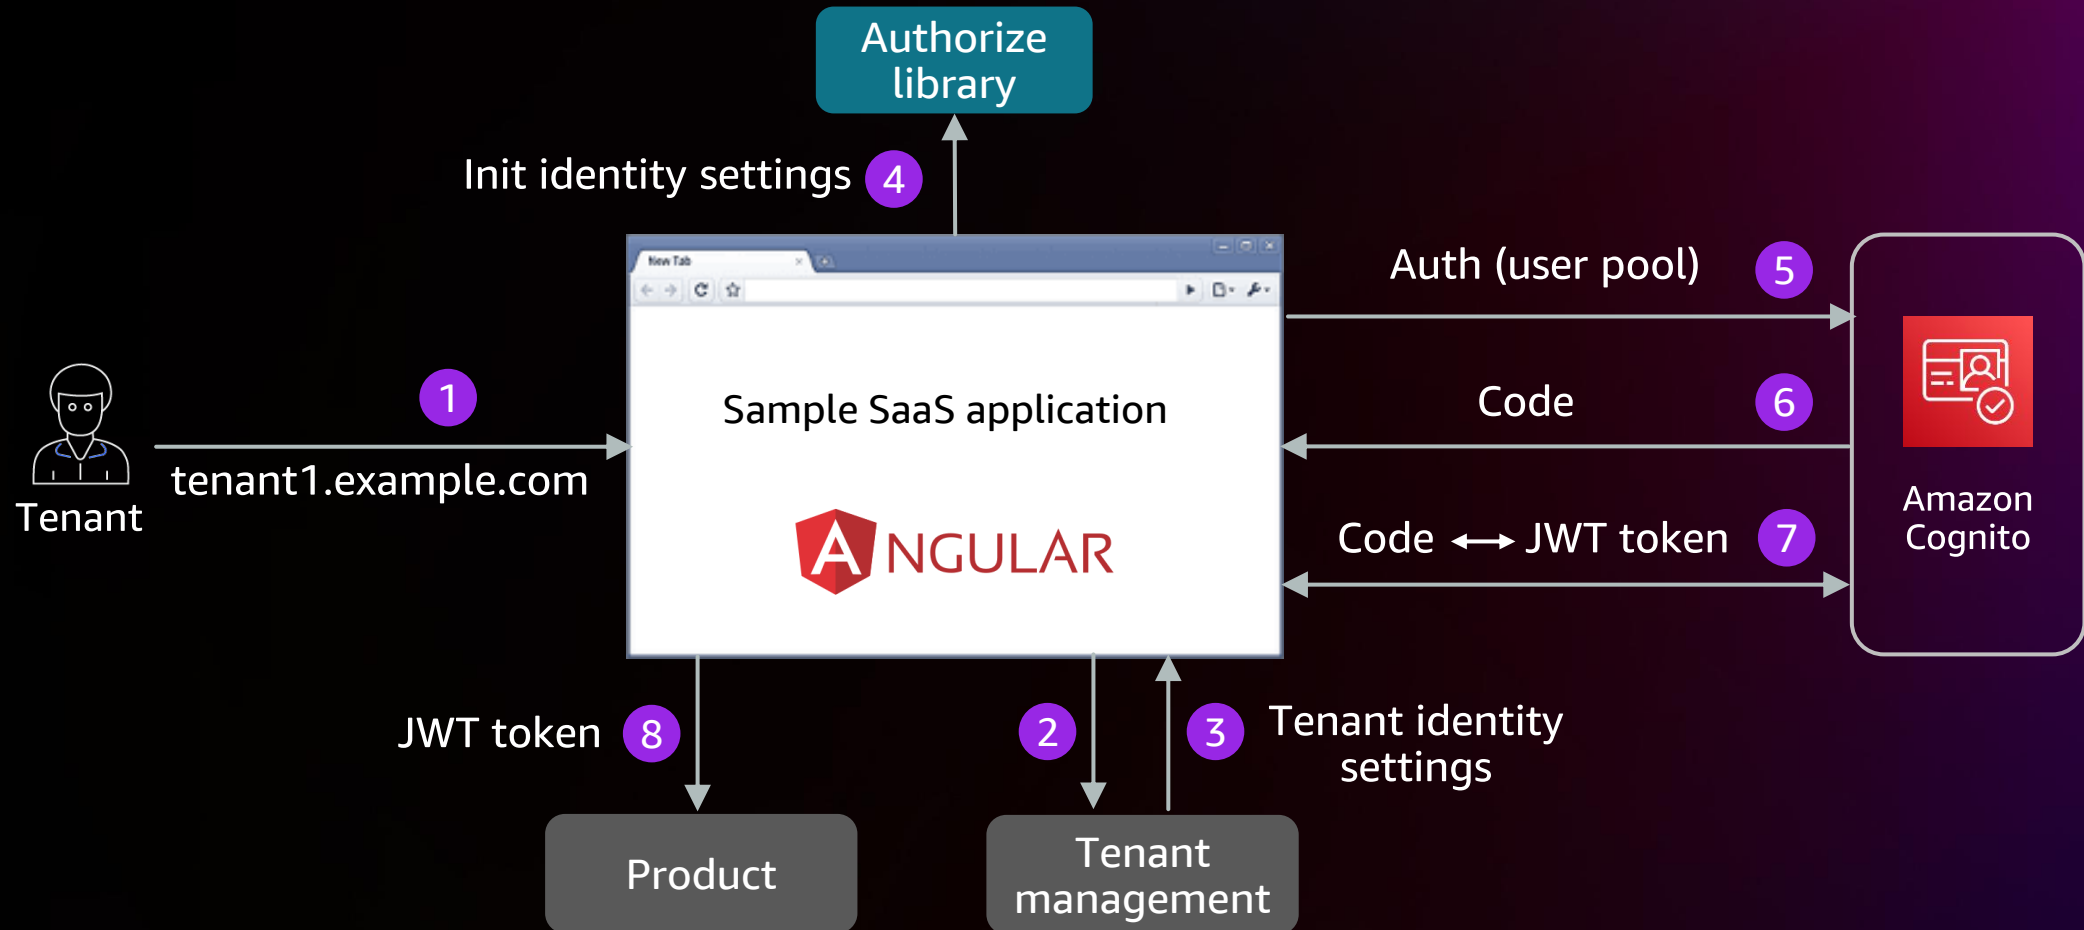 Authorize
library
Init identity settings 4
New Tab
Auth (user pool) 5
1
Sample SaaS application
Code 6
tenant1.example.com
Tenant
ANGULAR
Code ↔ JWT token 7
Amazon
Cognito
JWT token 8
2
3
Tenant identity
settings
Product
Tenant
management